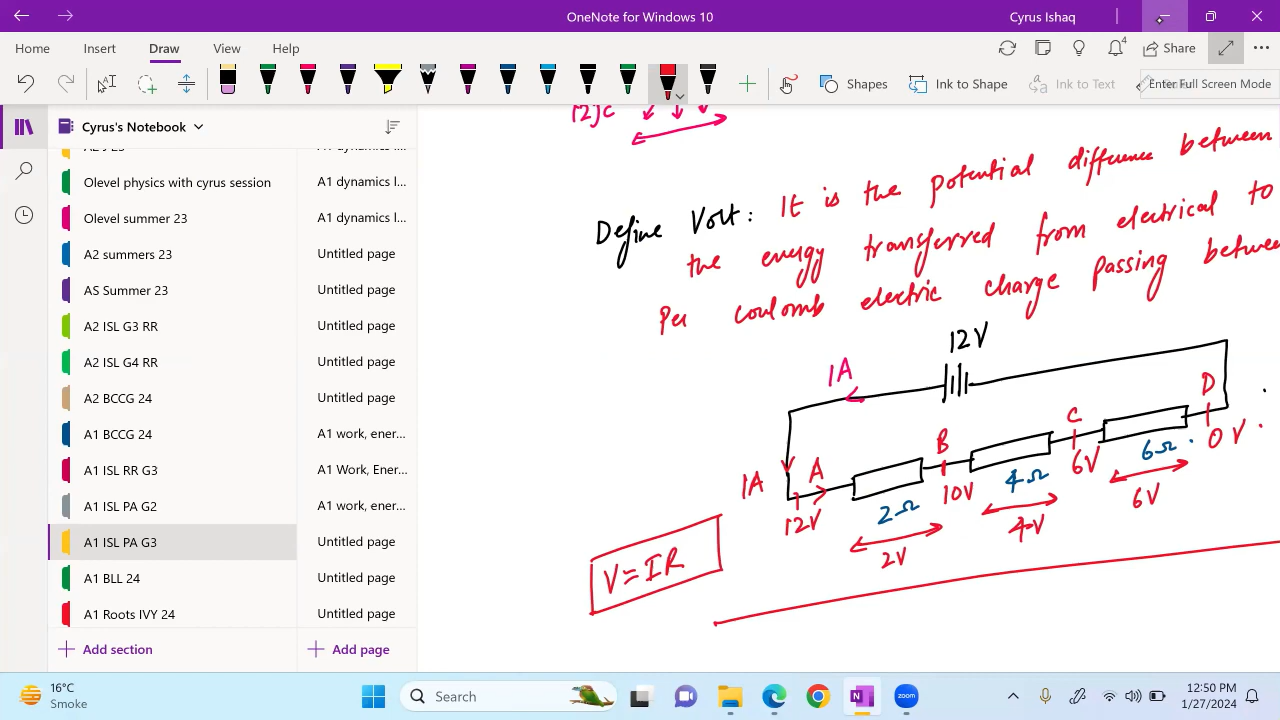 OneNote for Windows 10
Cyrus Ishaq
Home Insert Draw View Help
Share
Shapes Ink to Shape Ink to Text Enter Full Screen Mode
Cyrus's Notebook
A1 dynamics l...
Olevel physics with cyrus session A1 dynamics l...
Olevel summer 23 A1 dynamics l...
A2 summers 23 Untitled page
AS Summer 23 Untitled page
A2 ISL G3 RR Untitled page
A2 ISL G4 RR Untitled page
A2 BCCG 24 Untitled page
A1 BCCG 24 A1 work, ener...
A1 ISL RR G3 A1 Work, Ener...
A1 ISL PA G2 A1 work, ener...
A1 ISL PA G3 Untitled page
A1 BLL 24 Untitled page
A1 Roots IVY 24 Untitled page
Add section Add page
12JC
Define Volt: It is the potential difference between
the energy transferred from electrical to
Per coulomb electric charge passing between
12V
1A
1A A B C D
12V 10V 6V 0V
2Ω 4Ω 6Ω
2V 4V 6V
V=IR
16°C
Smoke
Search
zoom
12:50 PM
1/27/2024